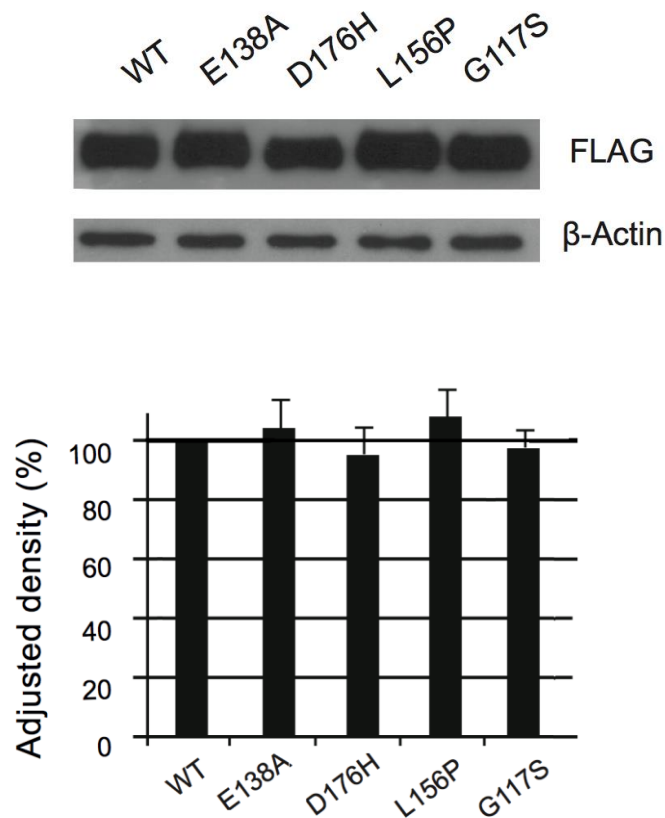 WT E138A D176H L156P G117S
FLAG
β-Actin
Adjusted density (%)
100
80
60
40
20
0
WT E138A D176H L156P G117S